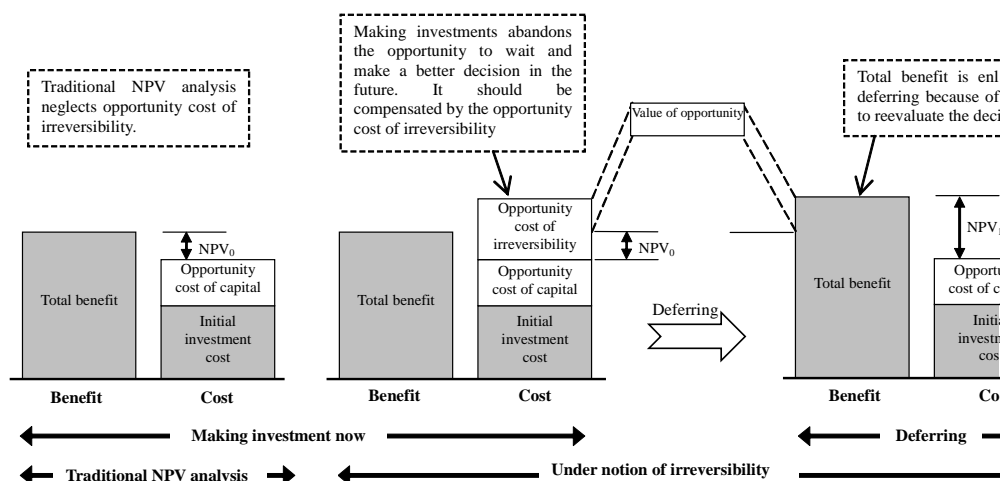 Traditional NPV analysis
neglects opportunity cost of
irreversibility.
Making investments abandons
the opportunity to wait and
make a better decision in the
future. It should be
compensated by the opportunity
cost of irreversibility
Value of opportunity
Total benefit is enl
deferring because of
to reevaluate the deci
Total benefit
NPV₀
Opportunity
cost of capital
Initial
investment
cost
Benefit
Cost
Total benefit
Opportunity
cost of
irreversibility
Opportunity
cost of capital
Initial
investment
cost
NPV₀
Benefit
Cost
Deferring
Total benefit
NPV
Opportu
cost of c
Initia
investm
cos
Benefit
Co
Making investment now
Deferring
Traditional NPV analysis
Under notion of irreversibility